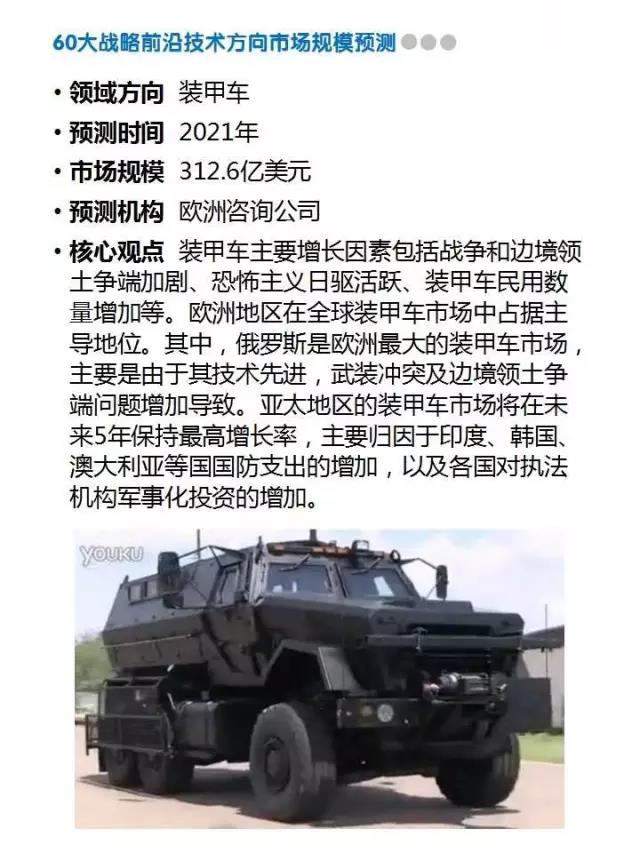 60大战略前沿技术方向市场规模预测
• 领域方向 装甲车
• 预测时间 2021年
• 市场规模 312.6亿美元
• 预测机构 欧洲咨询公司
• 核心观点 装甲车主要增长因素包括战争和边境领
土争端加剧、恐怖主义日驱活跃、装甲车民用数
量增加等。欧洲地区在全球装甲车市场中占据主
导地位。其中，俄罗斯是欧洲最大的装甲车市场，
主要是由于其技术先进，武装冲突及边境领土争
端问题增加导致。亚太地区的装甲车市场将在未
来5年保持最高增长率，主要归因于印度、韩国、
澳大利亚等国国防支出的增加，以及各国对执法
机构军事化投资的增加。
YOUKU